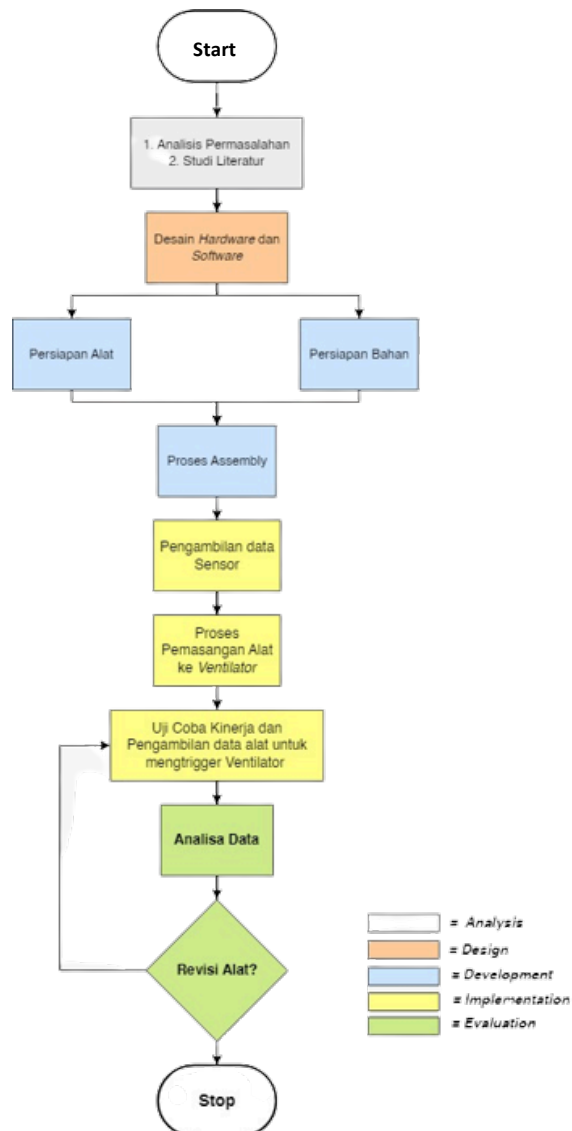 Start
1. Analisis Permasalahan
2. Studi Literatur
Desain Hardware dan
Software
Persiapan Alat
Persiapan Bahan
Proses Assembly
Pengambilan data
Sensor
Proses
Pemasangan Alat
ke Ventilator
Uji Coba Kinerja dan
Pengambilan data alat untuk
mengtrigger Ventilator
Analisa Data
Revisi Alat?
Stop
= Analysis
= Design
= Development
= Implementation
= Evaluation